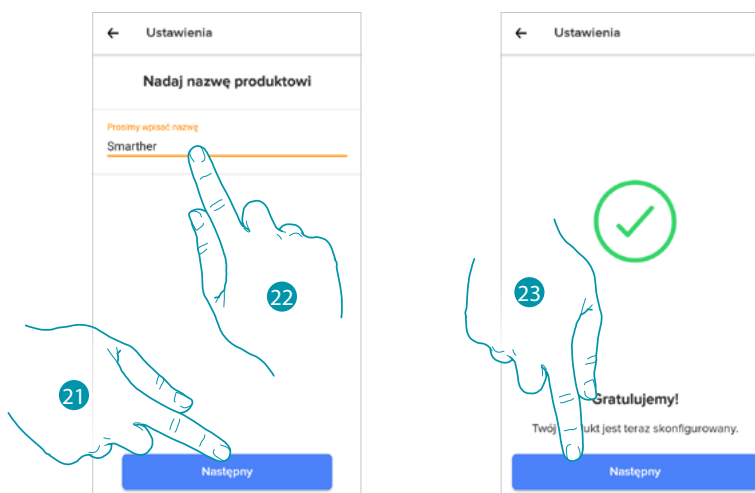 Ustawienia
Nadaj nazwę produktowi
Prosimy wpisać nazwę
Smarther
22
21
Następny
Ustawienia
23
Gratulujemy!
Twój ukt jest teraz skonfigurowany.
Następny